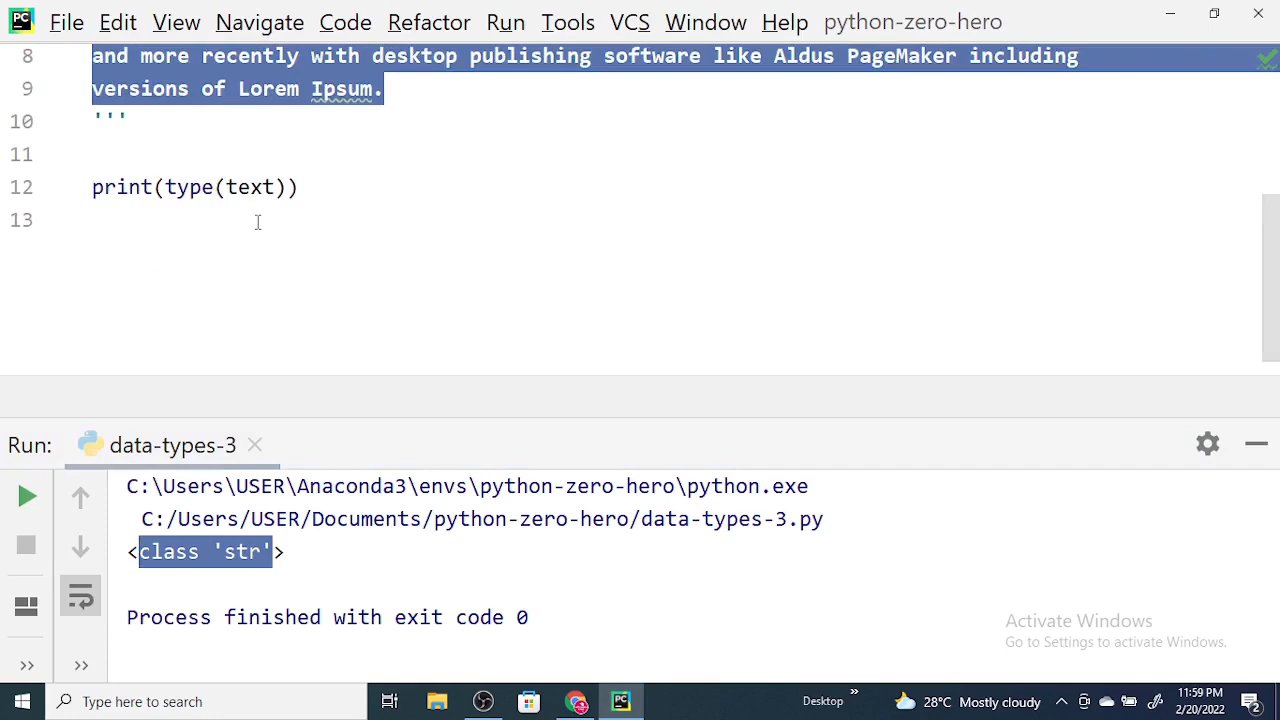 PC File Edit View Navigate Code Refactor Run Tools VCS Window Help python-zero-hero
8 and more recently with desktop publishing software like Aldus PageMaker including
9 versions of Lorem Ipsum.
10 '''
11
12 print(type(text))
13
Run: data-types-3
C:\Users\USER\Anaconda3\envs\python-zero-hero\python.exe
C:/Users/USER/Documents/python-zero-hero/data-types-3.py
<class 'str'>
Process finished with exit code 0
Activate Windows
Go to Settings to activate Windows.
Type here to search
PC
Desktop
28°C Mostly cloudy
11:59 PM
2/20/2022
2